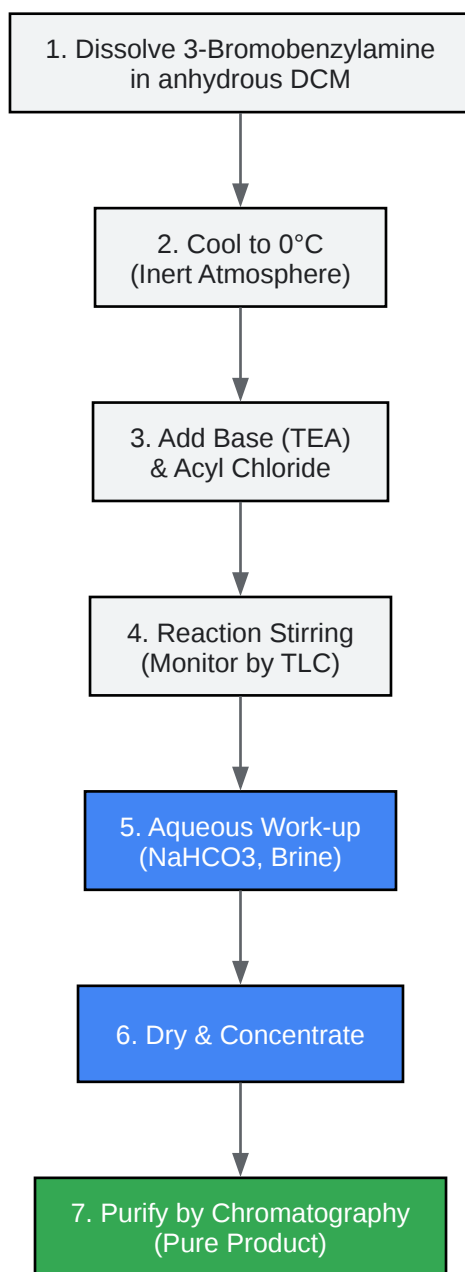 1. Dissolve 3-Bromobenzylamine
in anhydrous DCM
2. Cool to 0°C
(Inert Atmosphere)
3. Add Base (TEA)
& Acyl Chloride
4. Reaction Stirring
(Monitor by TLC)
5. Aqueous Work-up
(NaHCO3, Brine)
6. Dry & Concentrate
7. Purify by Chromatography
(Pure Product)